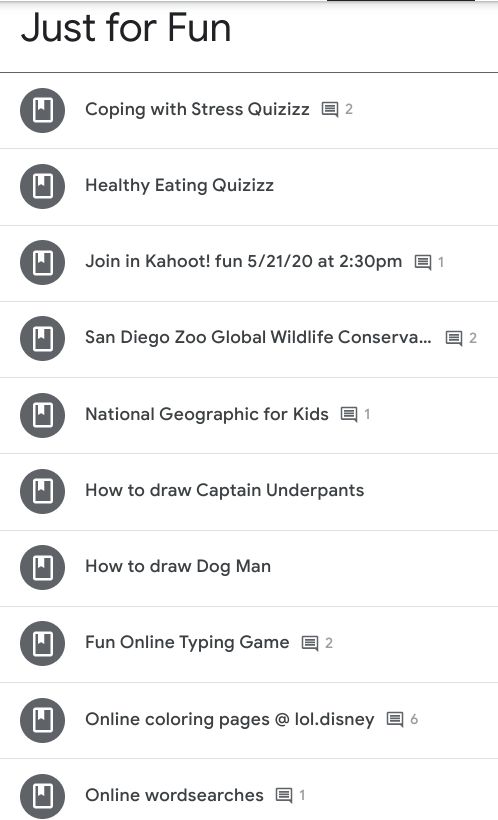 Just for Fun
Coping with Stress Quizizz 2
Healthy Eating Quizizz
Join in Kahoot! fun 5/21/20 at 2:30pm 1
San Diego Zoo Global Wildlife Conserva... 2
National Geographic for Kids 1
How to draw Captain Underpants
How to draw Dog Man
Fun Online Typing Game 2
Online coloring pages @ lol.disney 6
Online wordsearches 1